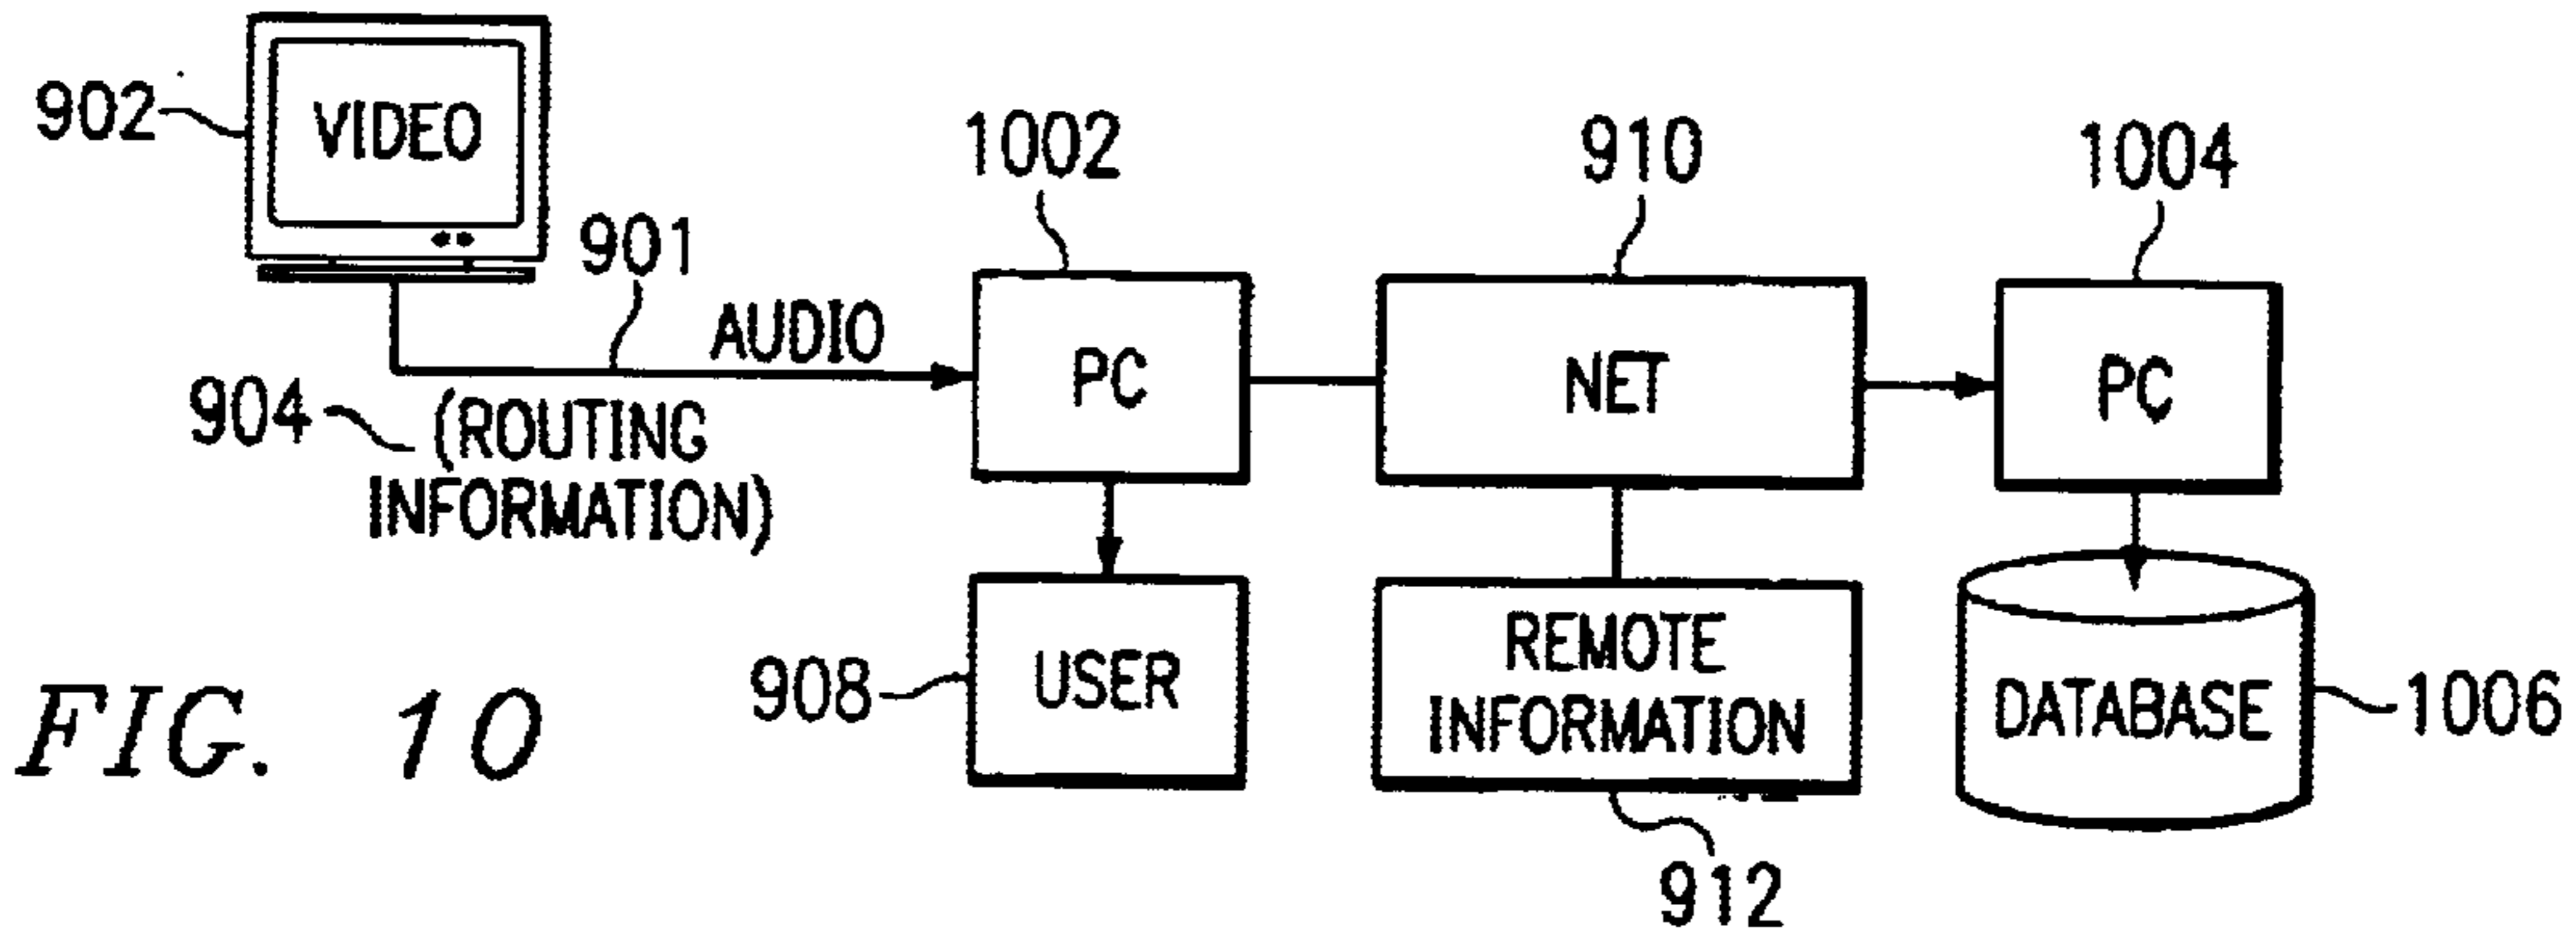 902
VIDEO
901
AUDIO
904
(ROUTING
INFORMATION)
1002
PC
910
NET
1004
PC
908
USER
REMOTE
INFORMATION
912
DATABASE
1006
FIG. 10